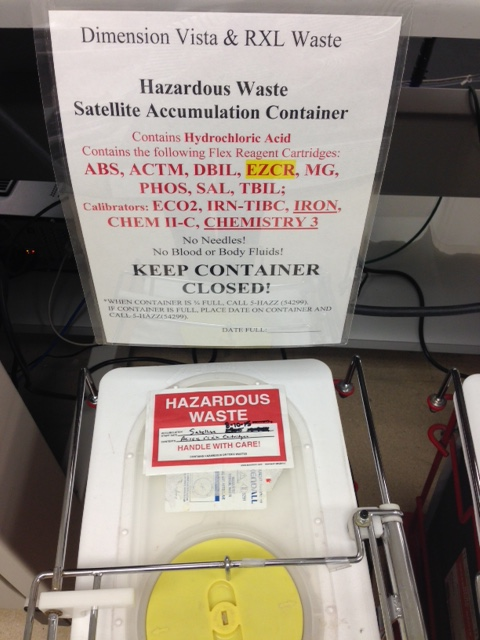 Dimension Vista & RXL Waste
Hazardous Waste
Satellite Accumulation Container
Contains Hydrochloric Acid
Contains the following Flex Reagent Cartridges:
ABS, ACTM, DBIL, EZCR, MG,
PHOS, SAL, TBIL;
Calibrators: ECO2, IRN-TIBC, IRON,
CHEM II-C, CHEMISTRY 3
No Needles!
No Blood or Body Fluids!
KEEP CONTAINER
CLOSED!
*WHEN CONTAINER IS ¾ FULL, CALL 5-HAZZ (54299).
IF CONTAINER IS FULL, PLACE DATE ON CONTAINER AND
CALL 5-HAZZ(54299).
DATE FULL:
HAZARDOUS
WASTE
Satellite
HANDLE WITH CARE!